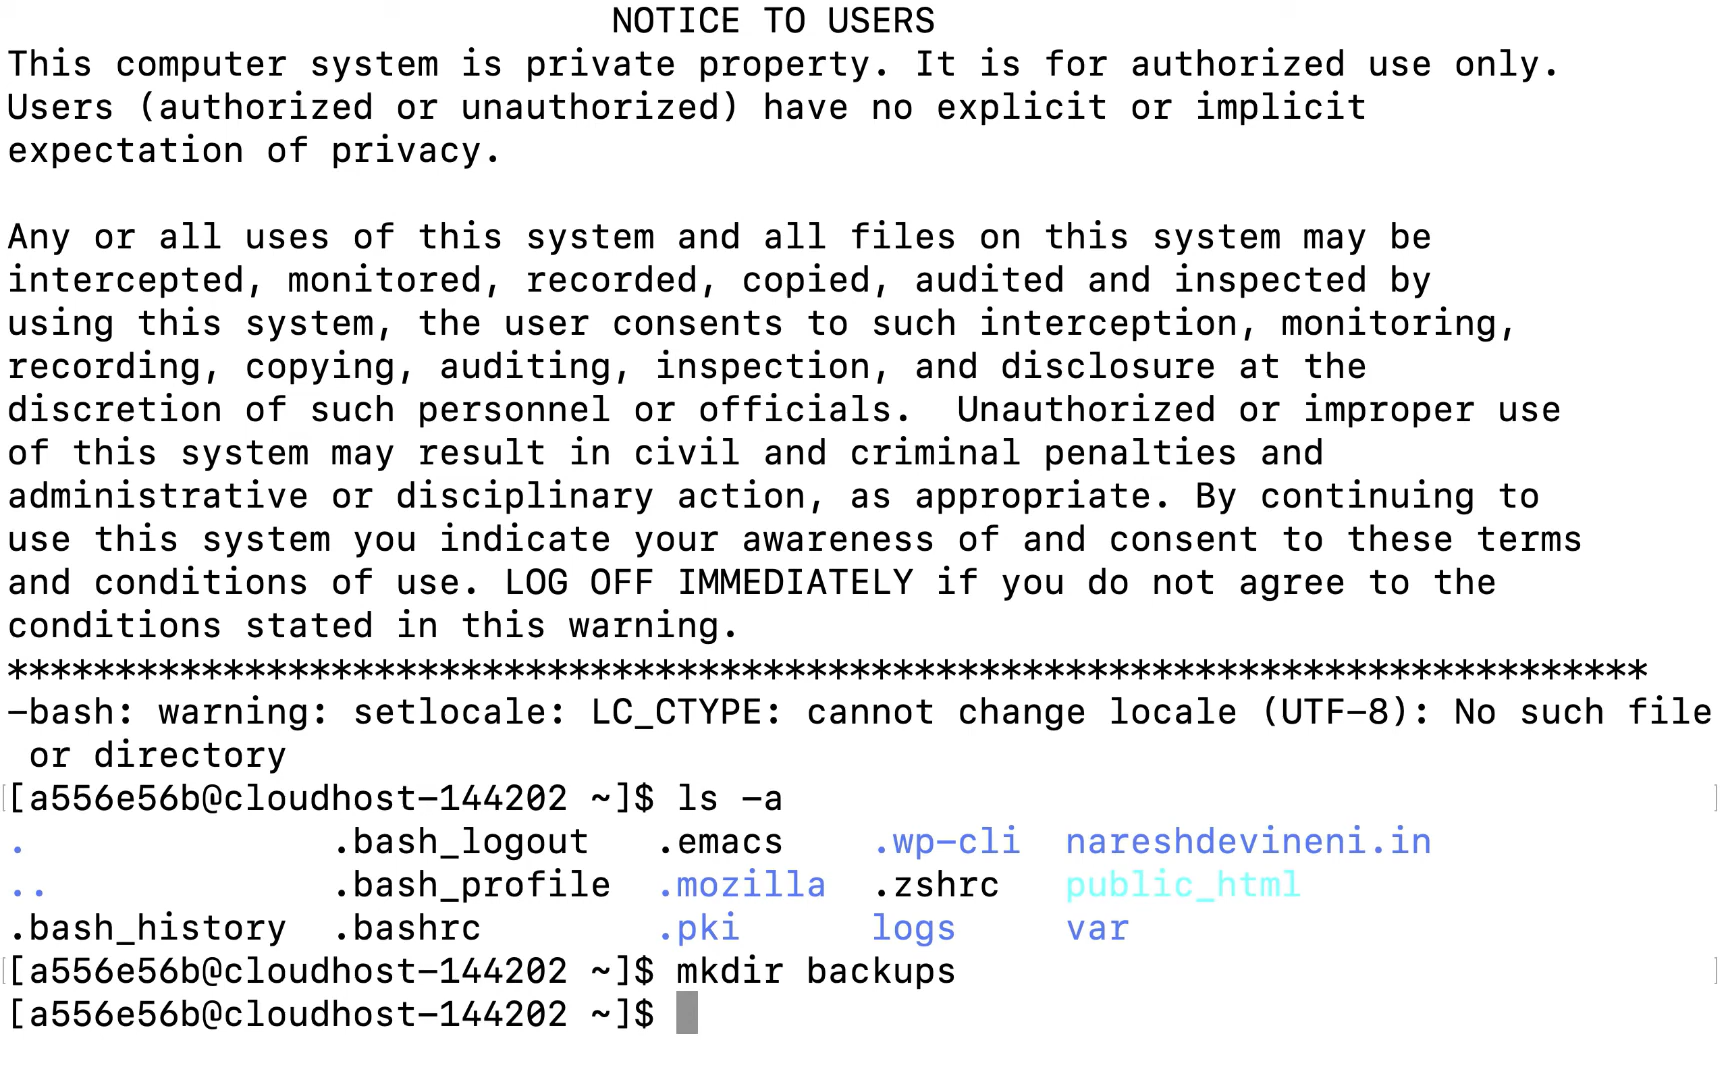 NOTICE TO USERS
This computer system is private property. It is for authorized use only.
Users (authorized or unauthorized) have no explicit or implicit
expectation of privacy.
Any or all uses of this system and all files on this system may be
intercepted, monitored, recorded, copied, audited and inspected by
using this system, the user consents to such interception, monitoring,
recording, copying, auditing, inspection, and disclosure at the
discretion of such personnel or officials.  Unauthorized or improper use
of this system may result in civil and criminal penalties and
administrative or disciplinary action, as appropriate. By continuing to
use this system you indicate your awareness of and consent to these terms
and conditions of use. LOG OFF IMMEDIATELY if you do not agree to the
conditions stated in this warning.
****************************************************************************
-bash: warning: setlocale: LC_CTYPE: cannot change locale (UTF-8): No such file
or directory
[a556e56b@cloudhost-144202 ~]$ ls -a
. .bash_logout .emacs .wp-cli nareshdevineni.in
.. .bash_profile .mozilla .zshrc public_html
.bash_history .bashrc .pki logs var
[a556e56b@cloudhost-144202 ~]$ mkdir backups
[a556e56b@cloudhost-144202 ~]$